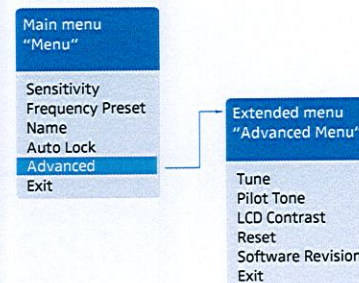 Main menu
“Menu”
Sensitivity
Frequency Preset
Name
Auto Lock
Advanced
Exit
Extended menu
“Advanced Menu”
Tune
Pilot Tone
LCD Contrast
Reset
Software Revision
Exit